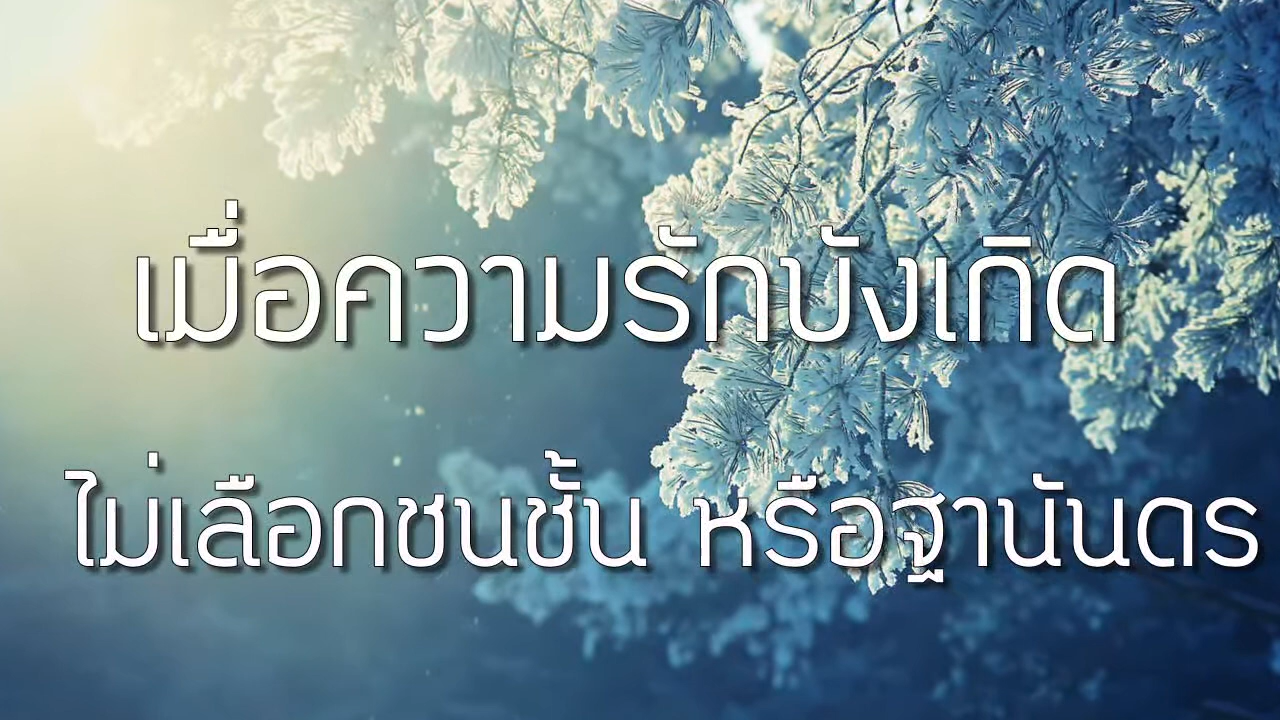 เมื่อความรักบังเกิด
ไม่เลือกชนชั้น หรือฐานันดร